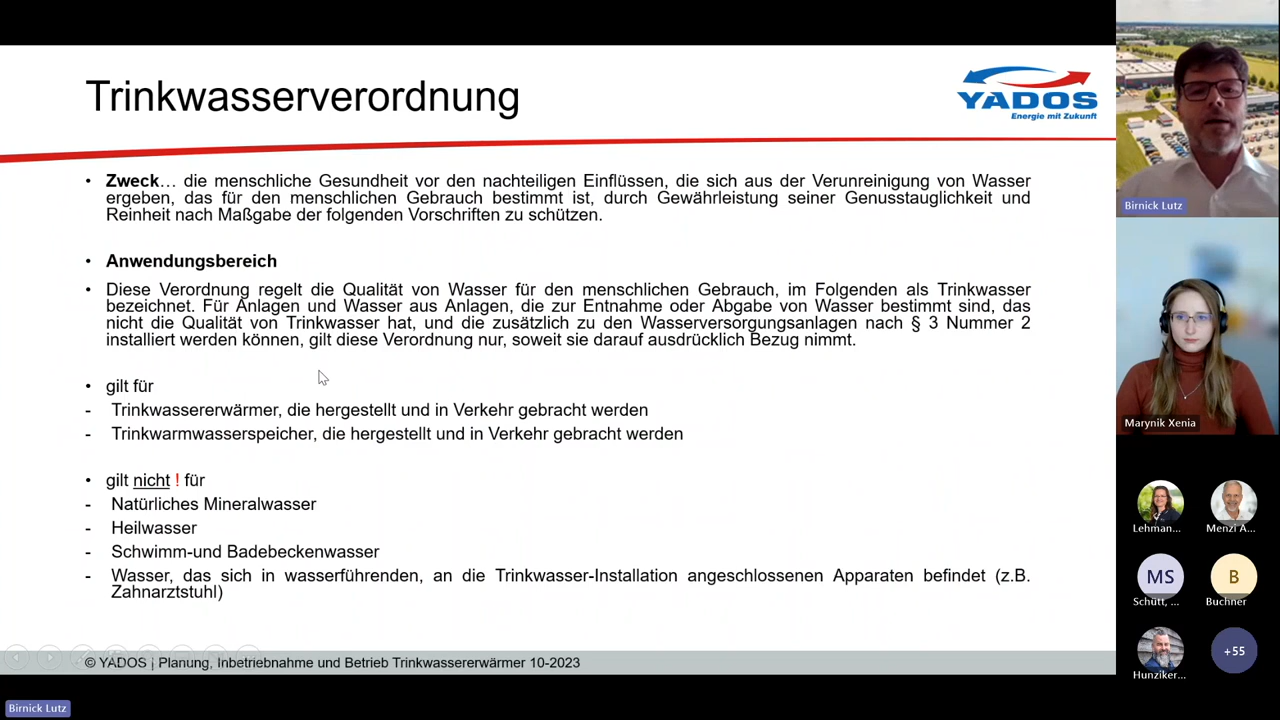 Trinkwasserverordnung
YADOS
Energie mit Zukunft
• Zweck… die menschliche Gesundheit vor den nachteiligen Einflüssen, die sich aus der Verunreinigung von Wasser
ergeben, das für den menschlichen Gebrauch bestimmt ist, durch Gewährleistung seiner Genusstauglichkeit und
Reinheit nach Maßgabe der folgenden Vorschriften zu schützen.
• Anwendungsbereich
• Diese Verordnung regelt die Qualität von Wasser für den menschlichen Gebrauch, im Folgenden als Trinkwasser
bezeichnet. Für Anlagen und Wasser aus Anlagen, die zur Entnahme oder Abgabe von Wasser bestimmt sind, das
nicht die Qualität von Trinkwasser hat, und die zusätzlich zu den Wasserversorgungsanlagen nach § 3 Nummer 2
installiert werden können, gilt diese Verordnung nur, soweit sie darauf ausdrücklich Bezug nimmt.
• gilt für
- Trinkwassererwärmer, die hergestellt und in Verkehr gebracht werden
- Trinkwarmwasserspeicher, die hergestellt und in Verkehr gebracht werden
• gilt nicht ! für
- Natürliches Mineralwasser
- Heilwasser
- Schwimm-und Badebeckenwasser
- Wasser, das sich in wasserführenden, an die Trinkwasser-Installation angeschlossenen Apparaten befindet (z.B.
Zahnarztstuhl)
© YADOS | Planung, Inbetriebnahme und Betrieb Trinkwassererwärmer 10-2023
Birnick Lutz
Birnick Lutz
Marynik Xenia
Lehman...
Menzi A...
MS
B
Schütt, ...
Buchner
Hunziker...
+55